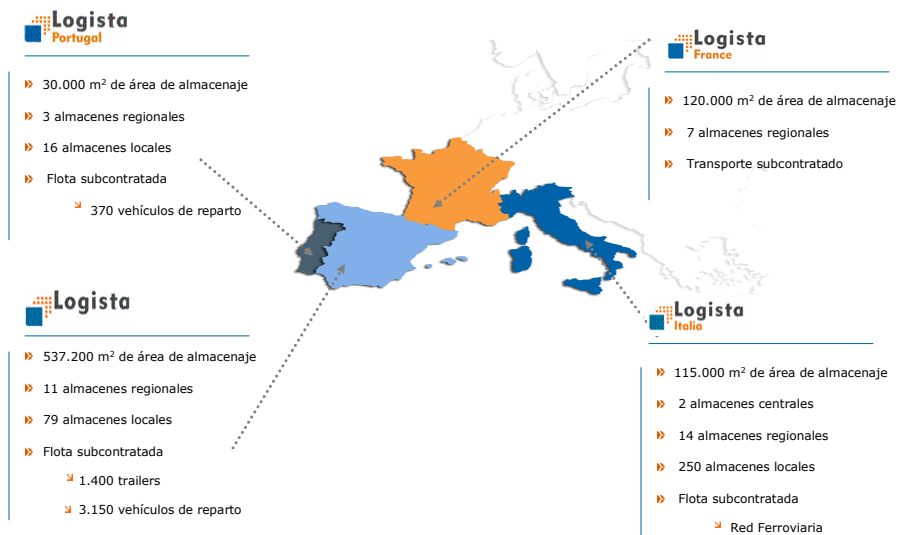 Logista
Portugal
30.000 m² de área de almacenaje
3 almacenes regionales
16 almacenes locales
Flota subcontratada
370 vehículos de reparto
Logista
France
120.000 m² de área de almacenaje
7 almacenes regionales
Transporte subcontratado
Logista
537.200 m² de área de almacenaje
11 almacenes regionales
79 almacenes locales
Flota subcontratada
1.400 trailers
3.150 vehículos de reparto
Logista
Italia
115.000 m² de área de almacenaje
2 almacenes centrales
14 almacenes regionales
250 almacenes locales
Flota subcontratada
Red Ferroviaria